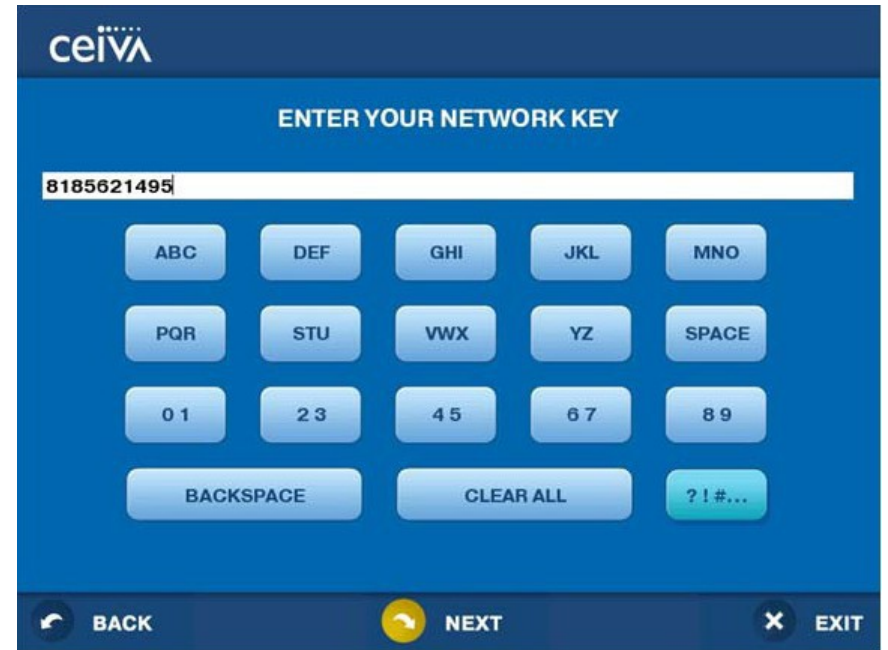 ceiva
ENTER YOUR NETWORK KEY
8185621495
ABC DEF GHI JKL MNO
PQR STU VWX YZ SPACE
0 1 2 3 4 5 6 7 8 9
BACKSPACE CLEAR ALL ? ! #...
BACK NEXT EXIT